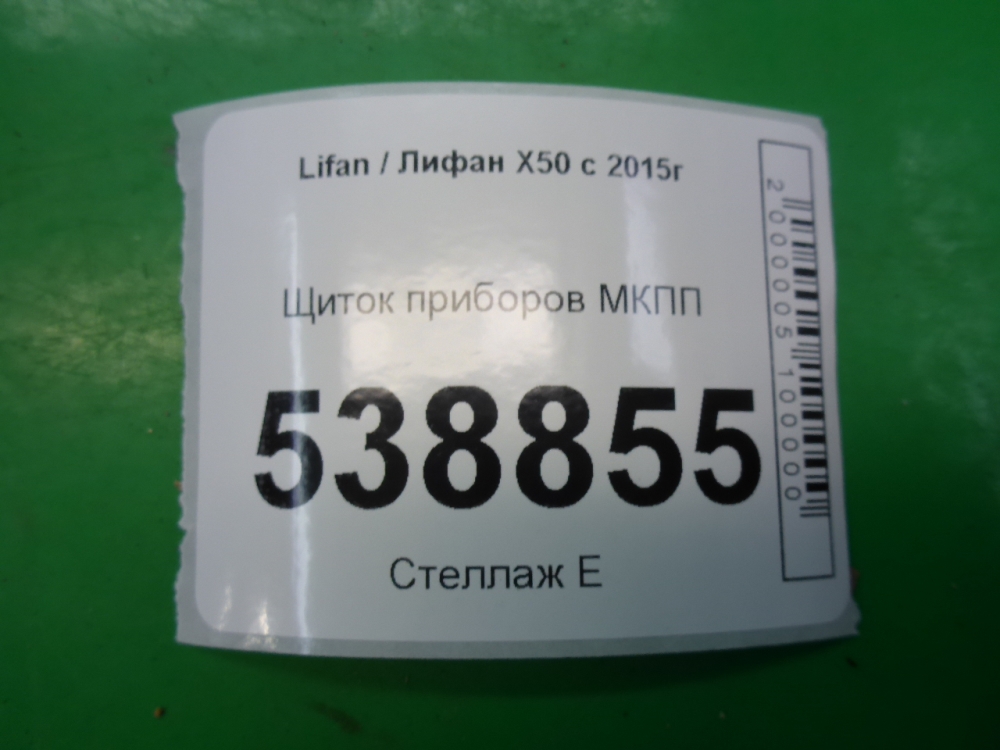 Lifan / Лифан X50 с 2015г
Щиток приборов МКПП
538855
Стеллаж Е
2000005100000